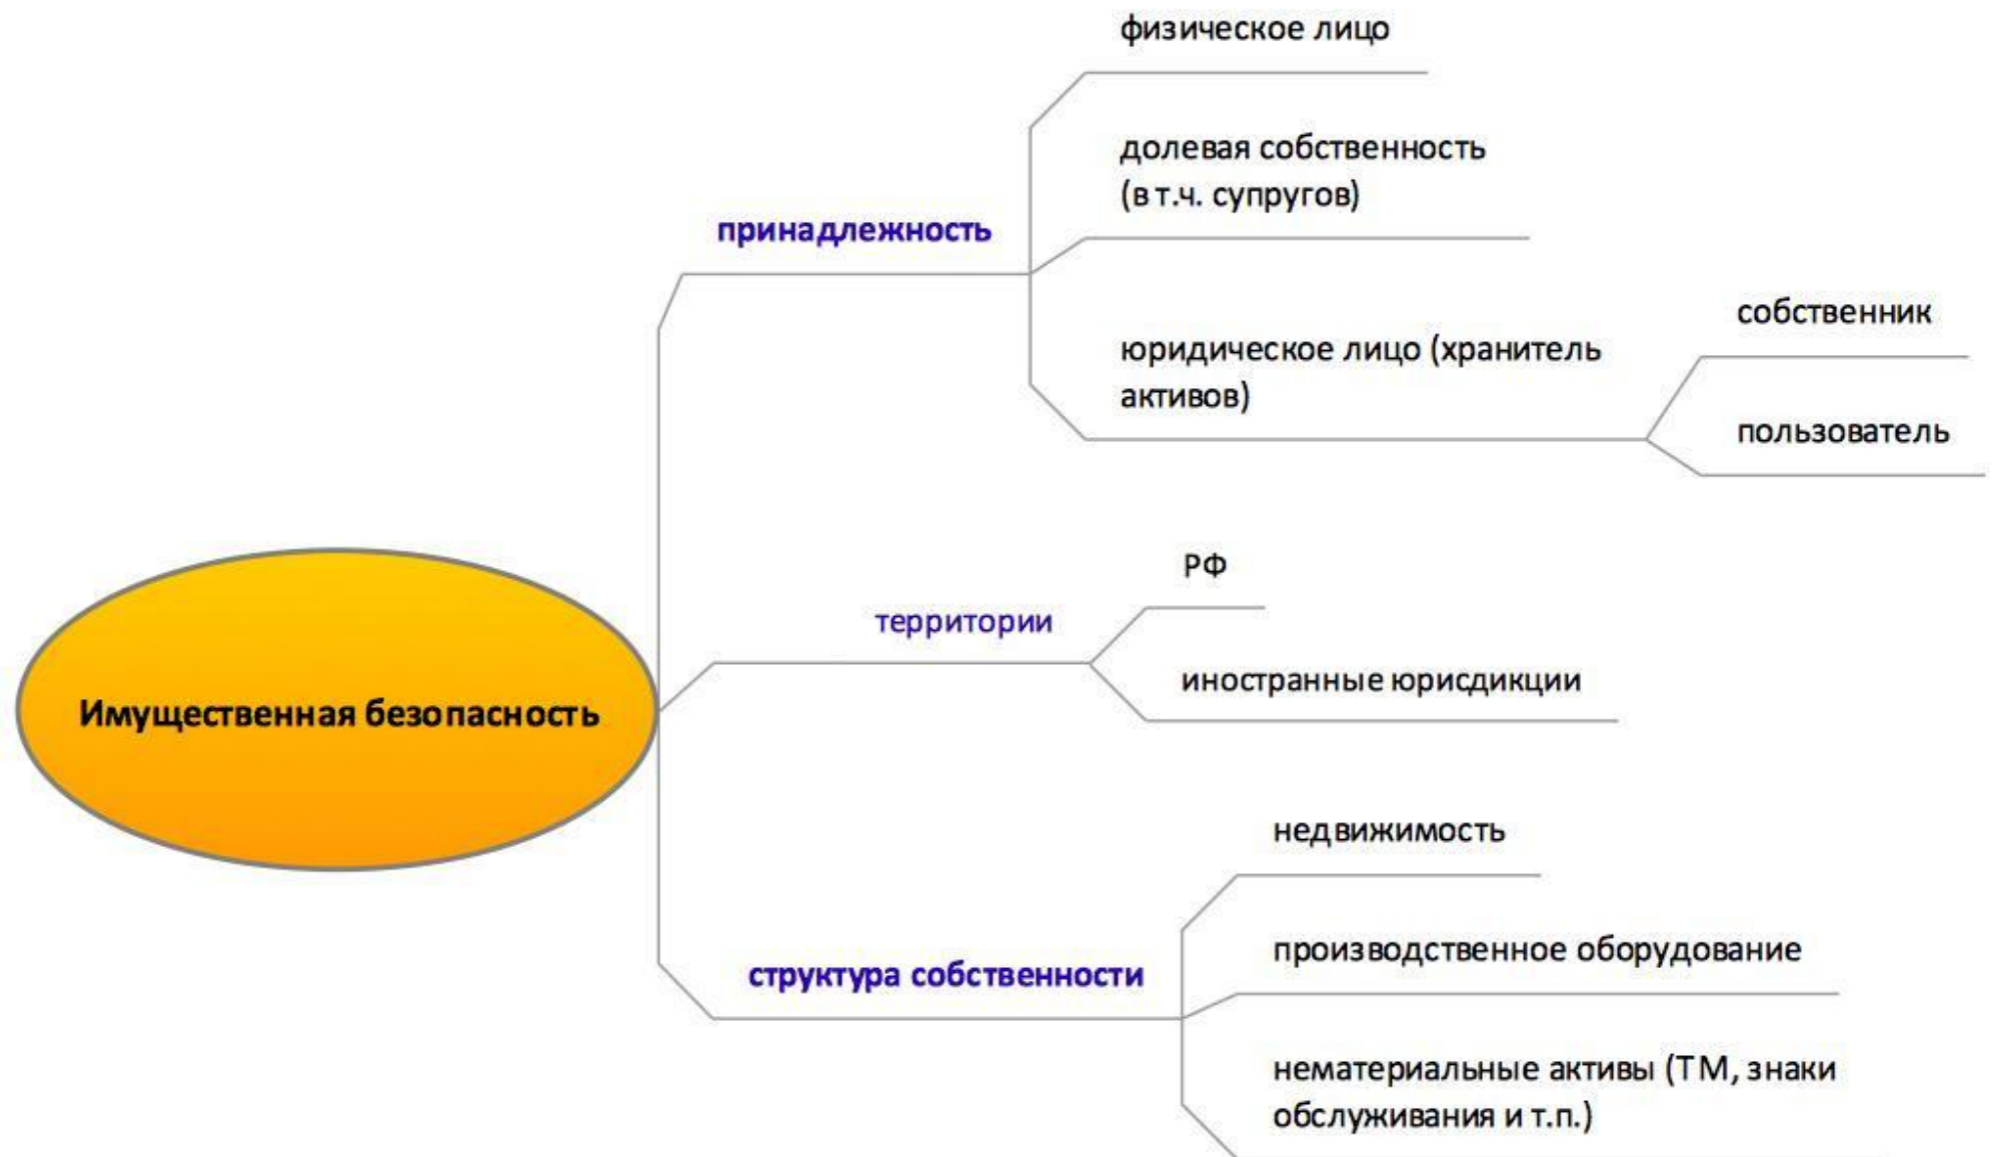 физическое лицо
долевая собственность
(в т.ч. супругов)
принадлежность
собственник
юридическое лицо (хранитель
активов)
пользователь
РФ
территории
иностранные юрисдикции
Имущественная безопасность
недвижимость
производственное оборудование
структура собственности
нематериальные активы (ТМ, знаки
обслуживания и т.п.)